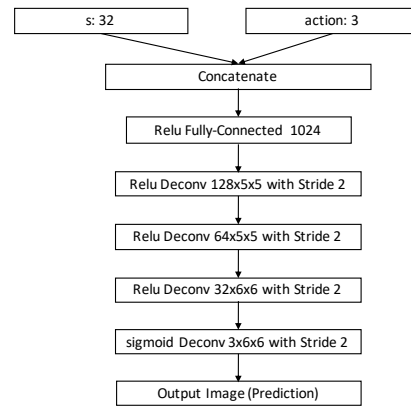 s: 32
action: 3
Concatenate
Relu Fully-Connected 1024
Relu Deconv 128x5x5 with Stride 2
Relu Deconv 64x5x5 with Stride 2
Relu Deconv 32x6x6 with Stride 2
sigmoid Deconv 3x6x6 with Stride 2
Output Image (Prediction)